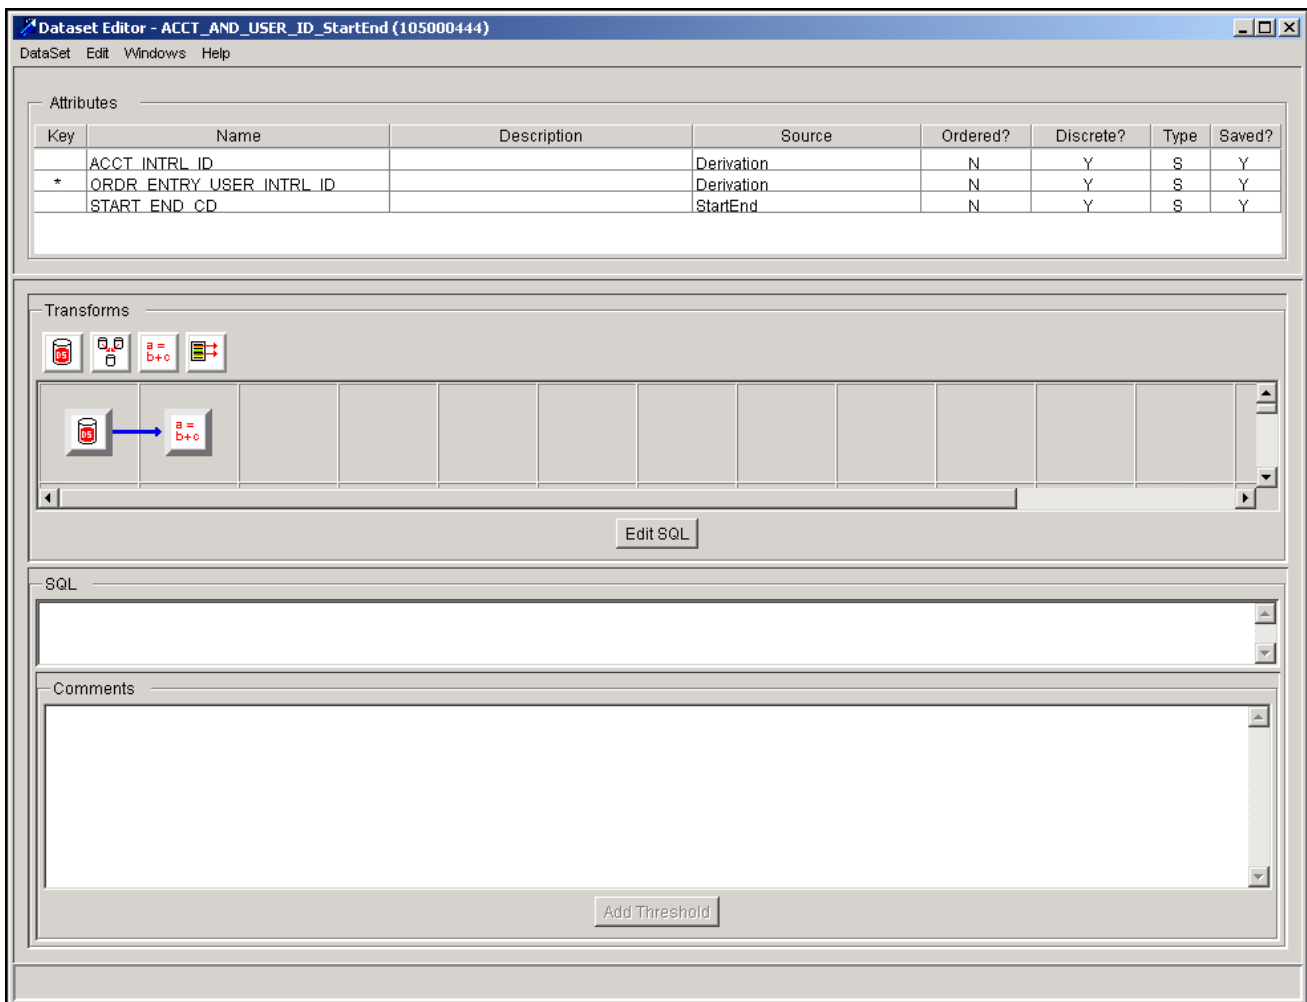 Dataset Editor - ACCT_AND_USER_ID_StartEnd (105000444)
DataSet Edit Windows Help
Attributes
Key Name Description Source Ordered? Discrete? Type Saved?
ACCT_INTRL_ID Derivation N Y S Y
* ORDR_ENTRY_USER_INTRL_ID Derivation N Y S Y
START_END_CD StartEnd N Y S Y
Transforms
DS a = b+c
DS a = b+c
Edit SQL
SQL
Comments
Add Threshold